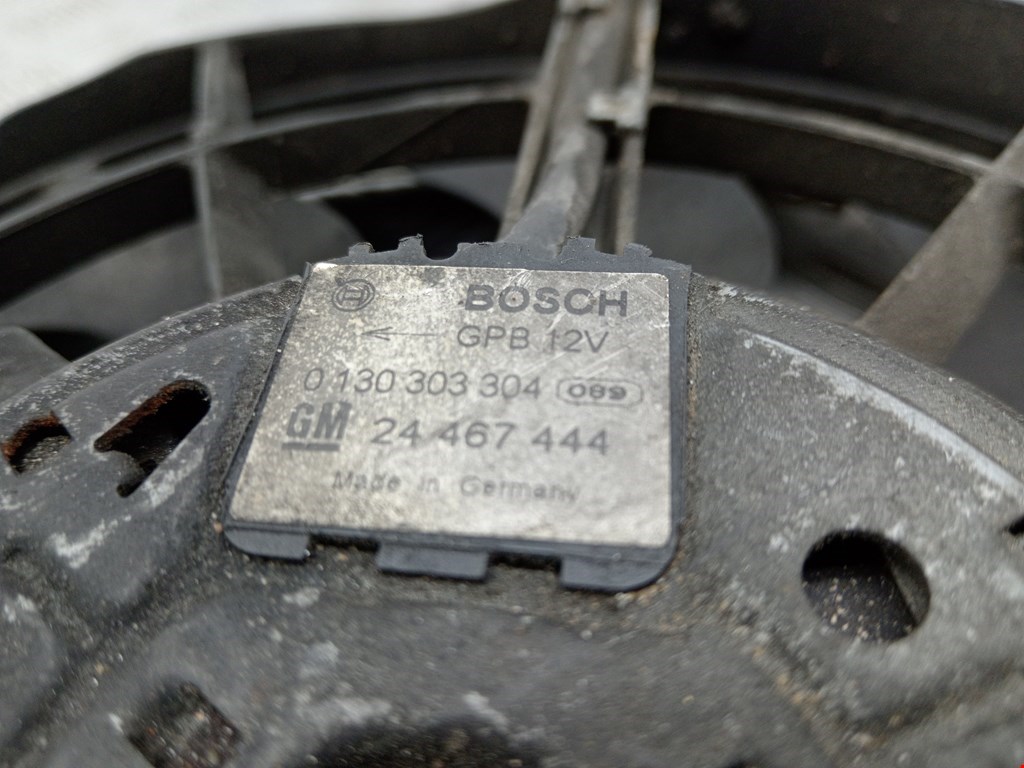 BOSCH
← GPB 12V
0 130 303 304 089
GM 24 467 444
Made in Germany